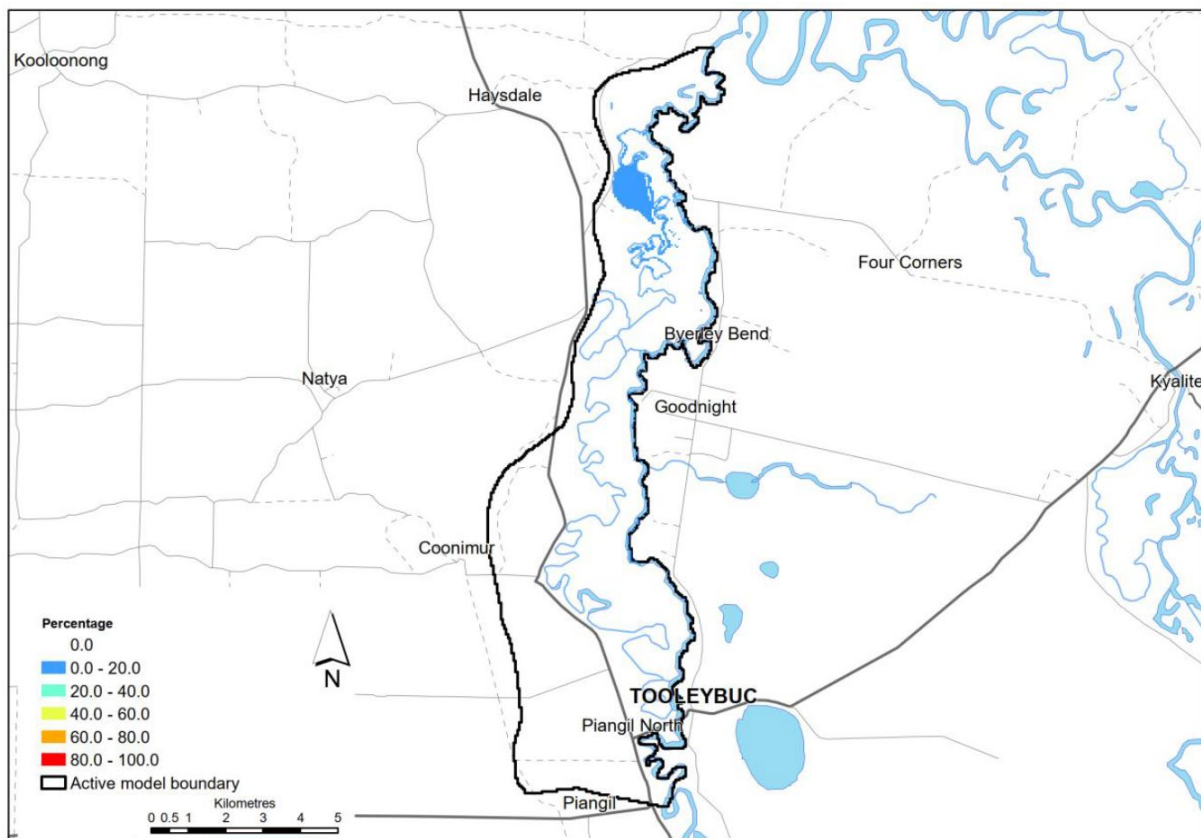 Kooloonong
Haysdale
Four Corners
Byerley Bend
Natya
Kyalite
Goodnight
Coonimur
Percentage
0.0
0.0 - 20.0
20.0 - 40.0
40.0 - 60.0
60.0 - 80.0
80.0 - 100.0
Active model boundary
N
TOOLEYBUC
Piangil North
Piangil
Kilometres
0 0.5 1 2 3 4 5